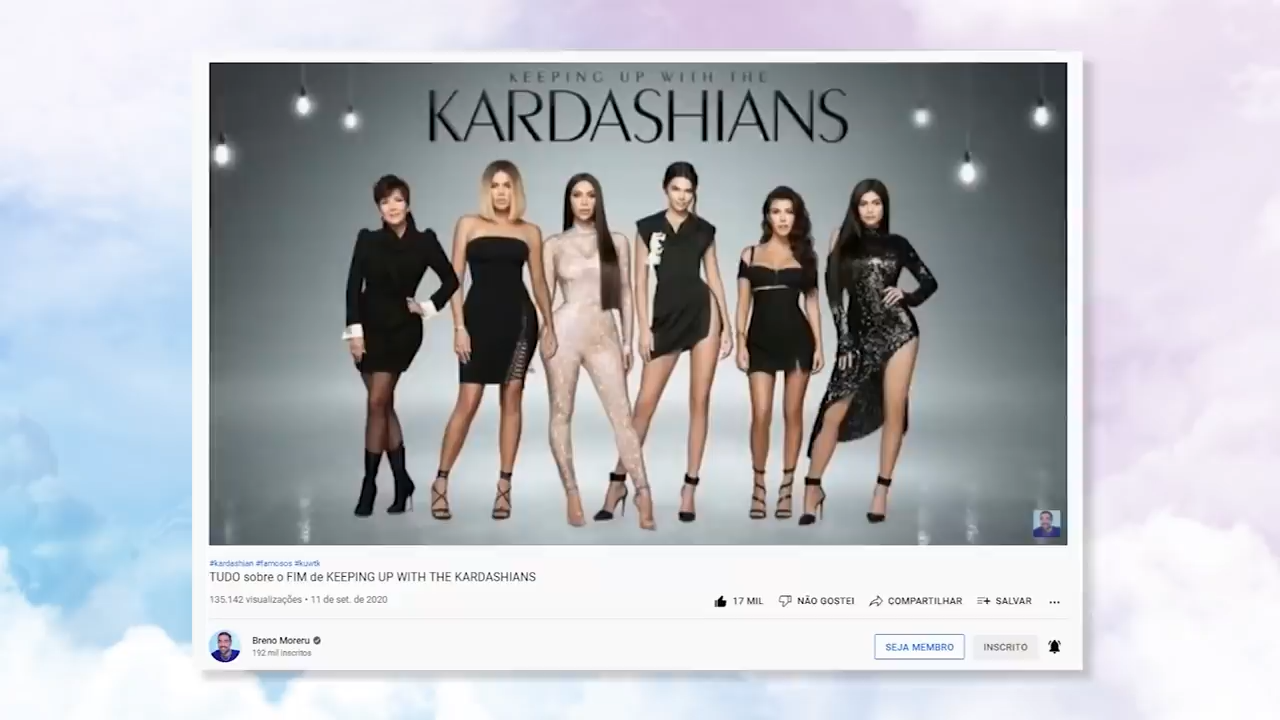 KEEPING UP WITH THE
KARDASHIANS
#kardashian #famosos #kuwtk
TUDO sobre o FIM de KEEPING UP WITH THE KARDASHIANS
135.142 visualizações • 11 de set. de 2020
17 MIL NÃO GOSTEI COMPARTILHAR SALVAR ...
Breno Moreru
192 mil inscritos
SEJA MEMBRO INSCRITO